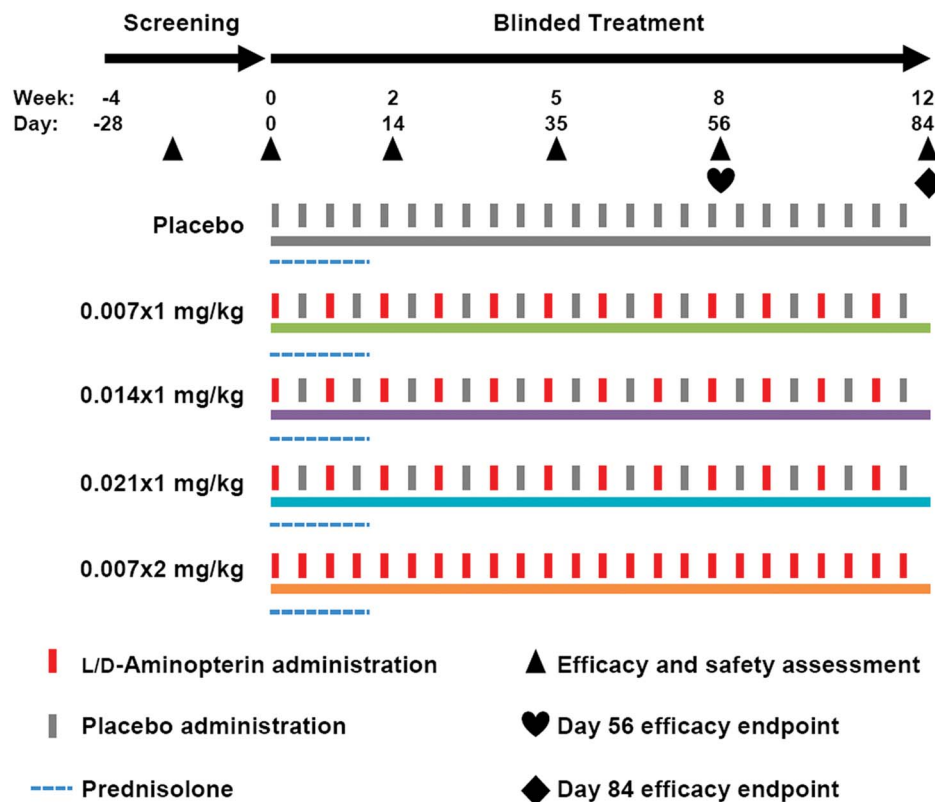 Screening Blinded Treatment
Week: -4 0 2 5 8 12
Day: -28 0 14 35 56 84
Placebo
0.007x1 mg/kg
0.014x1 mg/kg
0.021x1 mg/kg
0.007x2 mg/kg
L/D-Aminopterin administration
Efficacy and safety assessment
Placebo administration
Day 56 efficacy endpoint
Prednisolone
Day 84 efficacy endpoint